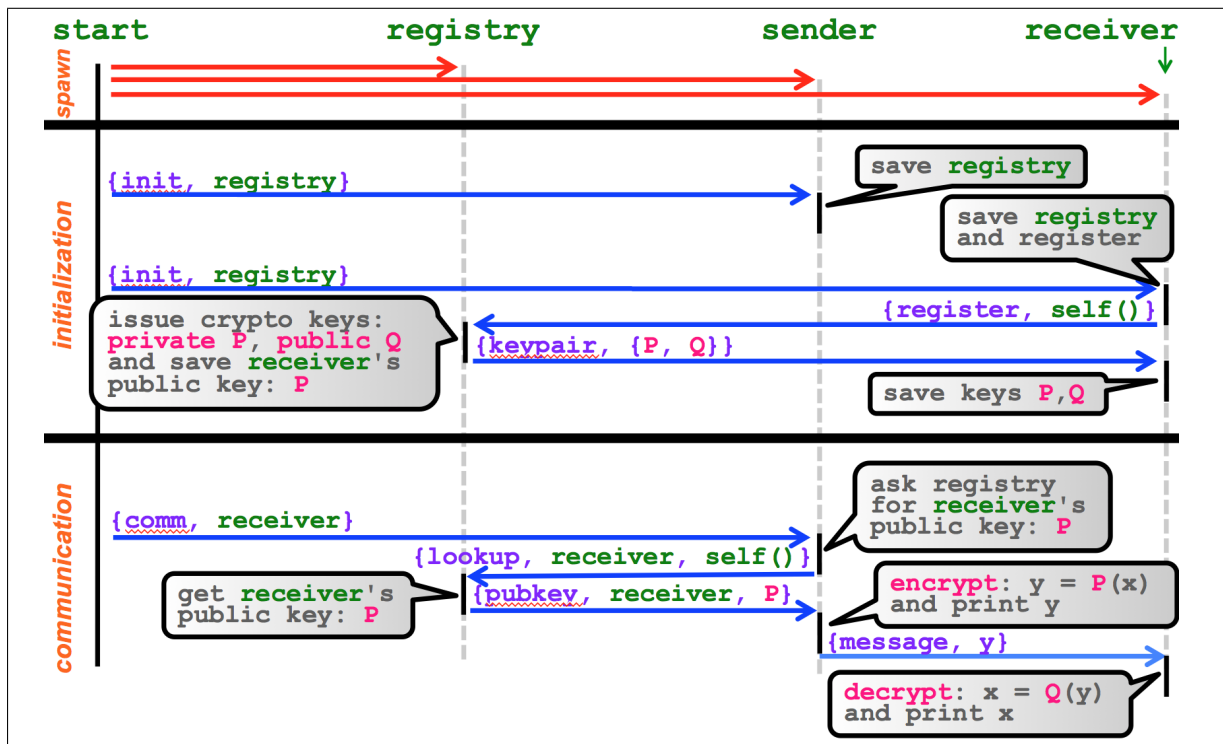 start registry sender receiver
spawn
{init, registry}
save registry
save registry
and register
initialization
{init, registry}
{register, self()}
issue crypto keys:
private P, public Q
and save receiver's
public key: P
{keypair, {P, Q}}
save keys P,Q
communication
ask registry
for receiver's
public key: P
{comm, receiver}
{lookup, receiver, self()}
get receiver's
public key: P
{pubkey, receiver, P}
encrypt: y = P(x)
and print y
{message, y}
decrypt: x = Q(y)
and print x